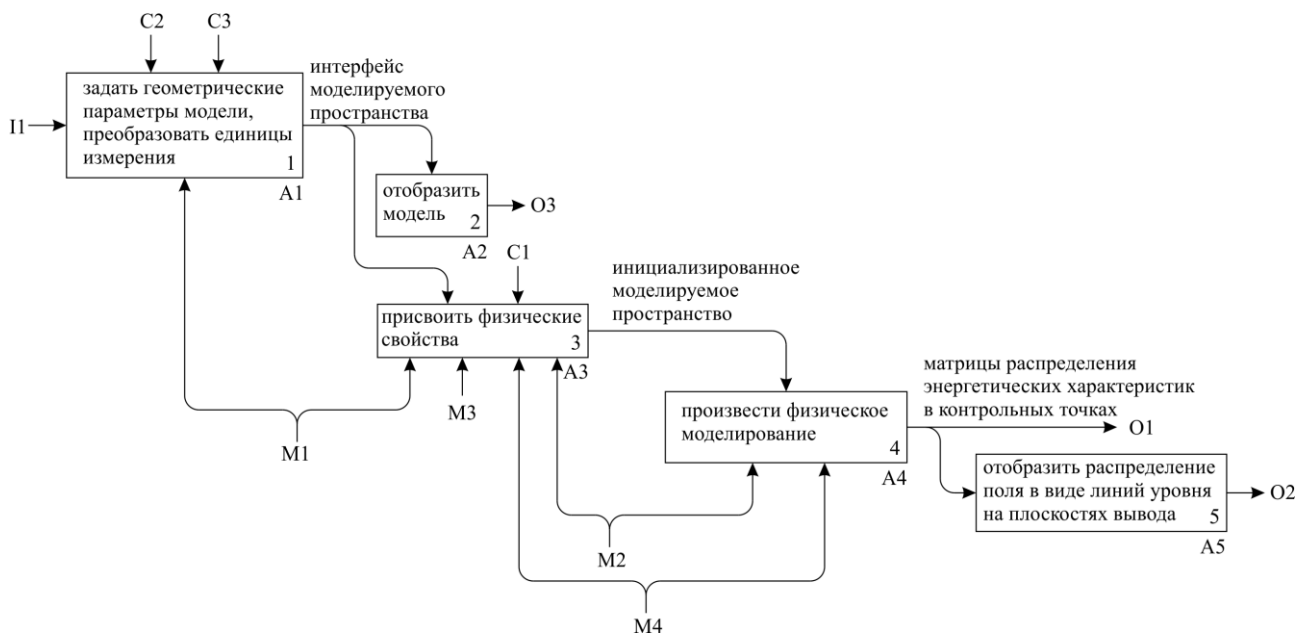 C2
C3
I1
задать геометрические
параметры модели,
преобразовать единицы
измерения
1
A1
интерфейс
моделируемого
пространства
отобразить
модель
2
A2
O3
C1
присвоить физические
свойства
3
A3
инициализированное
моделируемое
пространство
M1
M3
произвести физическое
моделирование
4
A4
матрицы распределения
энергетических характеристик
в контрольных точках
O1
отобразить распределение
поля в виде линий уровня
на плоскостях вывода
5
A5
O2
M2
M4